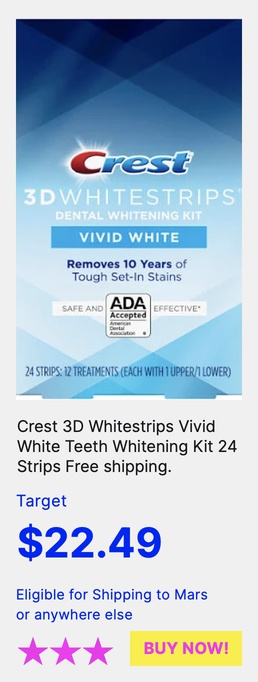 Crest
3D WHITESTRIPS
DENTAL WHITENING KIT
VIVID WHITE
Removes 10 Years of
Tough Set-In Stains
SAFE AND ADA EFFECTIVE*
Accepted
American
Dental
Association
24 STRIPS: 12 TREATMENTS (EACH WITH 1 UPPER/1 LOWER)
Crest 3D Whitestrips Vivid
White Teeth Whitening Kit 24
Strips Free shipping.
Target
$22.49
Eligible for Shipping to Mars
or anywhere else
BUY NOW!